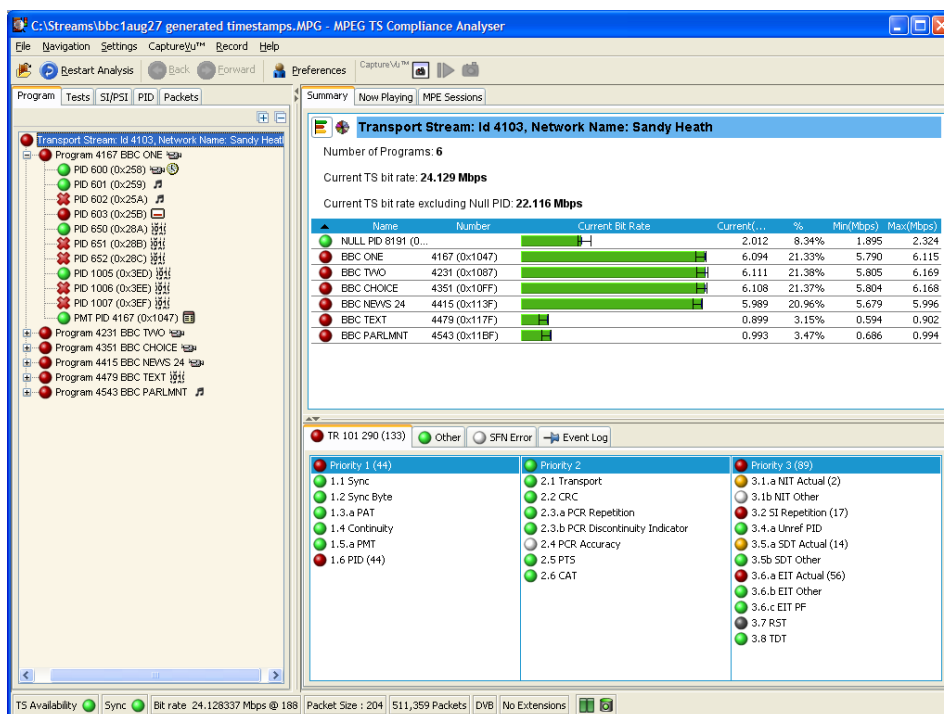 C:\Streams\bbc1aug27 generated timestamps.MPG - MPEG TS Compliance Analyser
File Navigation Settings CaptureVu™ Record Help
Restart Analysis Back Forward Preferences CaptureVu™
Program Tests SI/PSI PID Packets
Transport Stream: Id 4103, Network Name: Sandy Heath
Program 4167 BBC ONE
PID 600 (0x258)
PID 601 (0x259)
PID 602 (0x25A)
PID 603 (0x25B)
PID 650 (0x28A)
PID 651 (0x28B)
PID 652 (0x28C)
PID 1005 (0x3ED)
PID 1006 (0x3EE)
PID 1007 (0x3EF)
PMT PID 4167 (0x1047)
Program 4231 BBC TWO
Program 4351 BBC CHOICE
Program 4415 BBC NEWS 24
Program 4479 BBC TEXT
Program 4543 BBC PARLMNT
Summary Now Playing MPE Sessions
Transport Stream: Id 4103, Network Name: Sandy Heath
Number of Programs: 6
Current TS bit rate: 24.129 Mbps
Current TS bit rate excluding Null PID: 22.116 Mbps
Name Number Current Bit Rate Current(... % Min(Mbps) Max(Mbps)
NULL PID 8191 (0... 2.012 8.34% 1.895 2.324
BBC ONE 4167 (0x1047) 6.094 21.33% 5.790 6.115
BBC TWO 4231 (0x1087) 6.111 21.38% 5.805 6.169
BBC CHOICE 4351 (0x10FF) 6.108 21.37% 5.804 6.168
BBC NEWS 24 4415 (0x113F) 5.989 20.96% 5.679 5.996
BBC TEXT 4479 (0x117F) 0.899 3.15% 0.594 0.902
BBC PARLMNT 4543 (0x11BF) 0.993 3.47% 0.686 0.994
TR 101 290 (133) Other SFN Error Event Log
Priority 1 (44)
1.1 Sync
1.2 Sync Byte
1.3.a PAT
1.4 Continuity
1.5.a PMT
1.6 PID (44)
Priority 2
2.1 Transport
2.2 CRC
2.3.a PCR Repetition
2.3.b PCR Discontinuity Indicator
2.4 PCR Accuracy
2.5 PTS
2.6 CAT
Priority 3 (89)
3.1.a NIT Actual (2)
3.1b NIT Other
3.2 SI Repetition (17)
3.4.a Unref PID
3.5.a SDT Actual (14)
3.5b SDT Other
3.6.a EIT Actual (56)
3.6.b EIT Other
3.6.c EIT PF
3.7 RST
3.8 TDT
TS Availability Sync Bit rate 24.128337 Mbps @ 188 Packet Size : 204 511,359 Packets DVB No Extensions